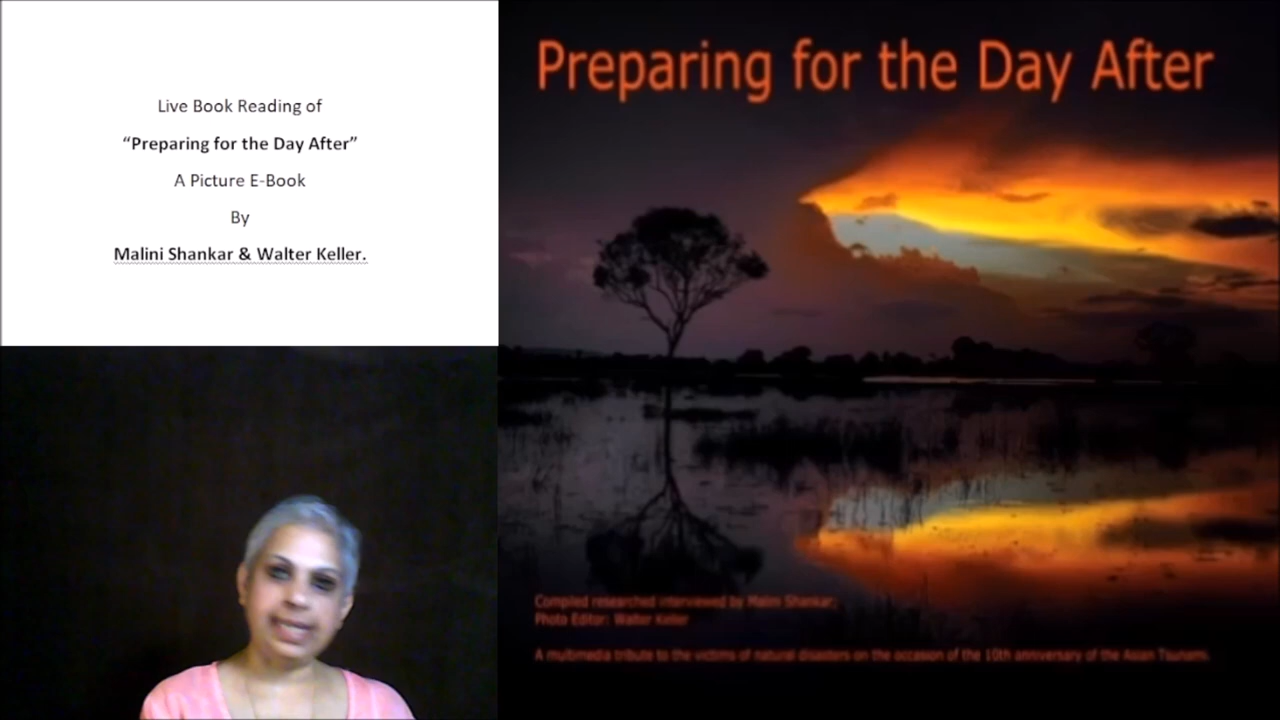 Live Book Reading of
“Preparing for the Day After”
A Picture E-Book
By
Malini Shankar & Walter Keller.
Preparing for the Day After
Compiled researched interviewed by Malini Shankar;
Photo Editor: Walter Keller
A multimedia tribute to the victims of natural disasters on the occasion of the 10th anniversary of the Asian Tsunami.